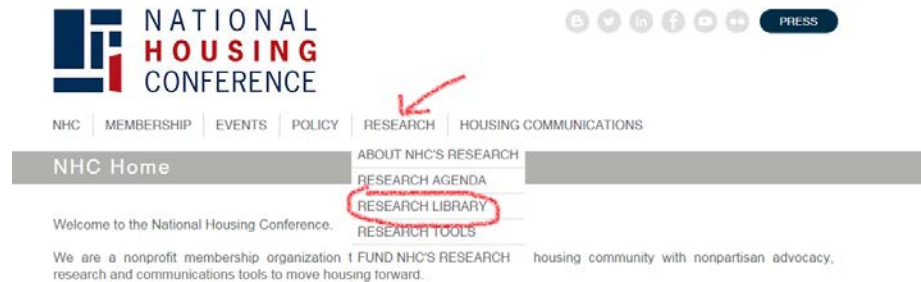 NATIONAL
HOUSING
CONFERENCE
PRESS
NHC MEMBERSHIP EVENTS POLICY RESEARCH HOUSING COMMUNICATIONS
NHC Home
ABOUT NHC'S RESEARCH
RESEARCH AGENDA
RESEARCH LIBRARY
RESEARCH TOOLS
FUND NHC'S RESEARCH
Welcome to the National Housing Conference.
We are a nonprofit membership organization t housing community with nonpartisan advocacy,
research and communications tools to move housing forward.